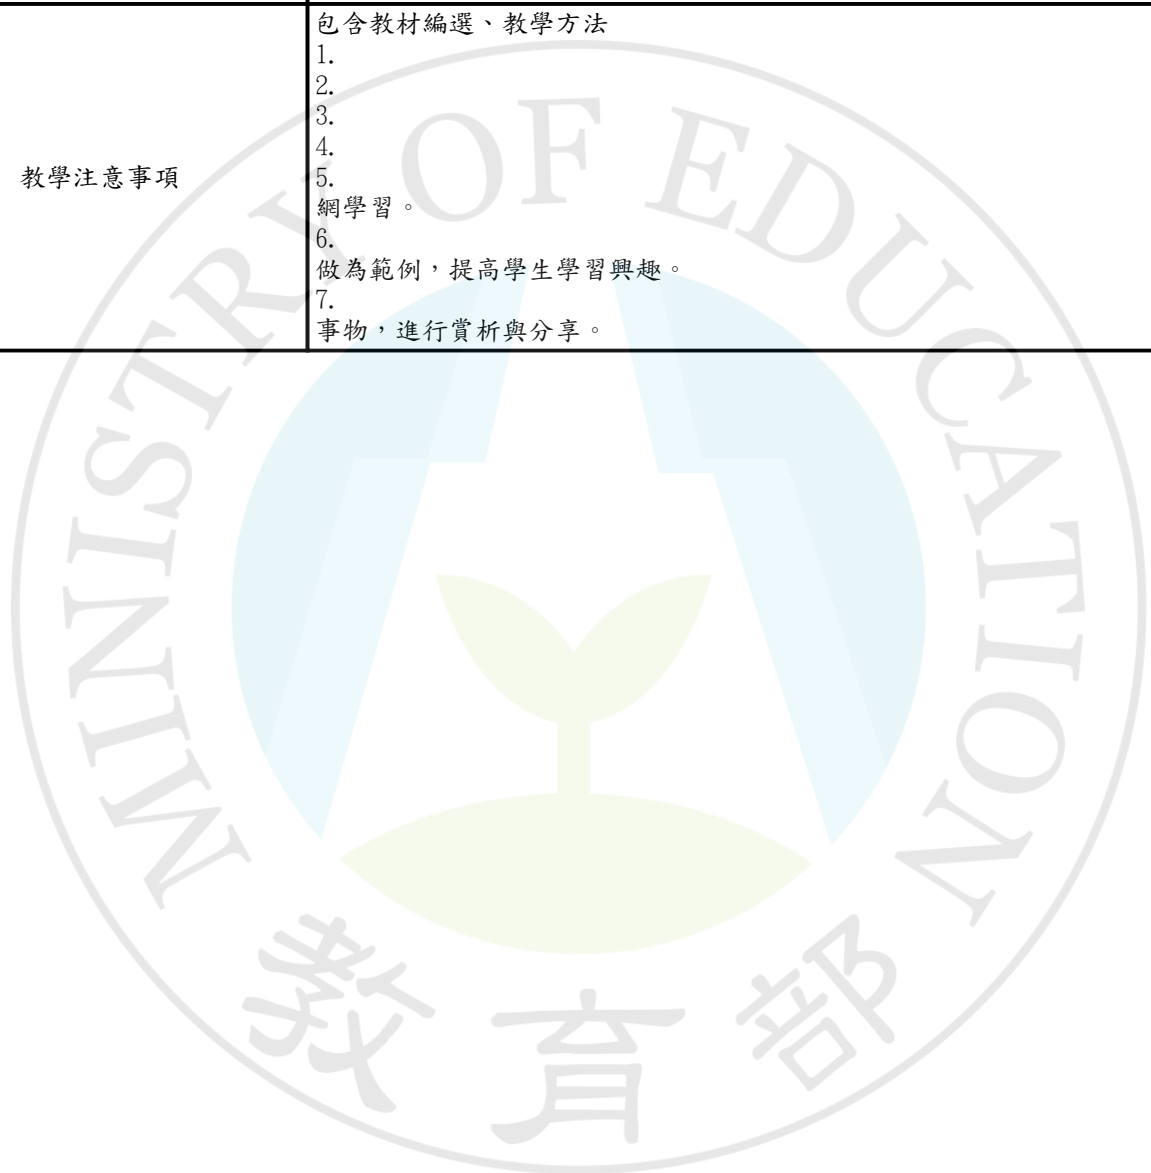 包含教材編選、教學方法
1.
2.
3.
4.
教學注意事項
5.
網學習。
6.
做為範例，提高學生學習興趣。
7.
事物，進行賞析與分享。
MINISTRY OF EDUCATION
教育部